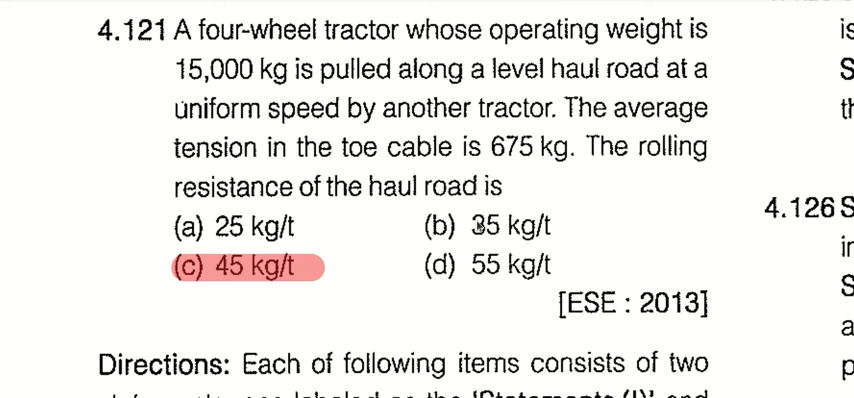 4.121 A four-wheel tractor whose operating weight is
15,000 kg is pulled along a level haul road at a
uniform speed by another tractor. The average
tension in the toe cable is 675 kg. The rolling
resistance of the haul road is
(a) 25 kg/t (b) 35 kg/t
(c) 45 kg/t (d) 55 kg/t
[ESE : 2013]
Directions: Each of following items consists of two
4.126 S